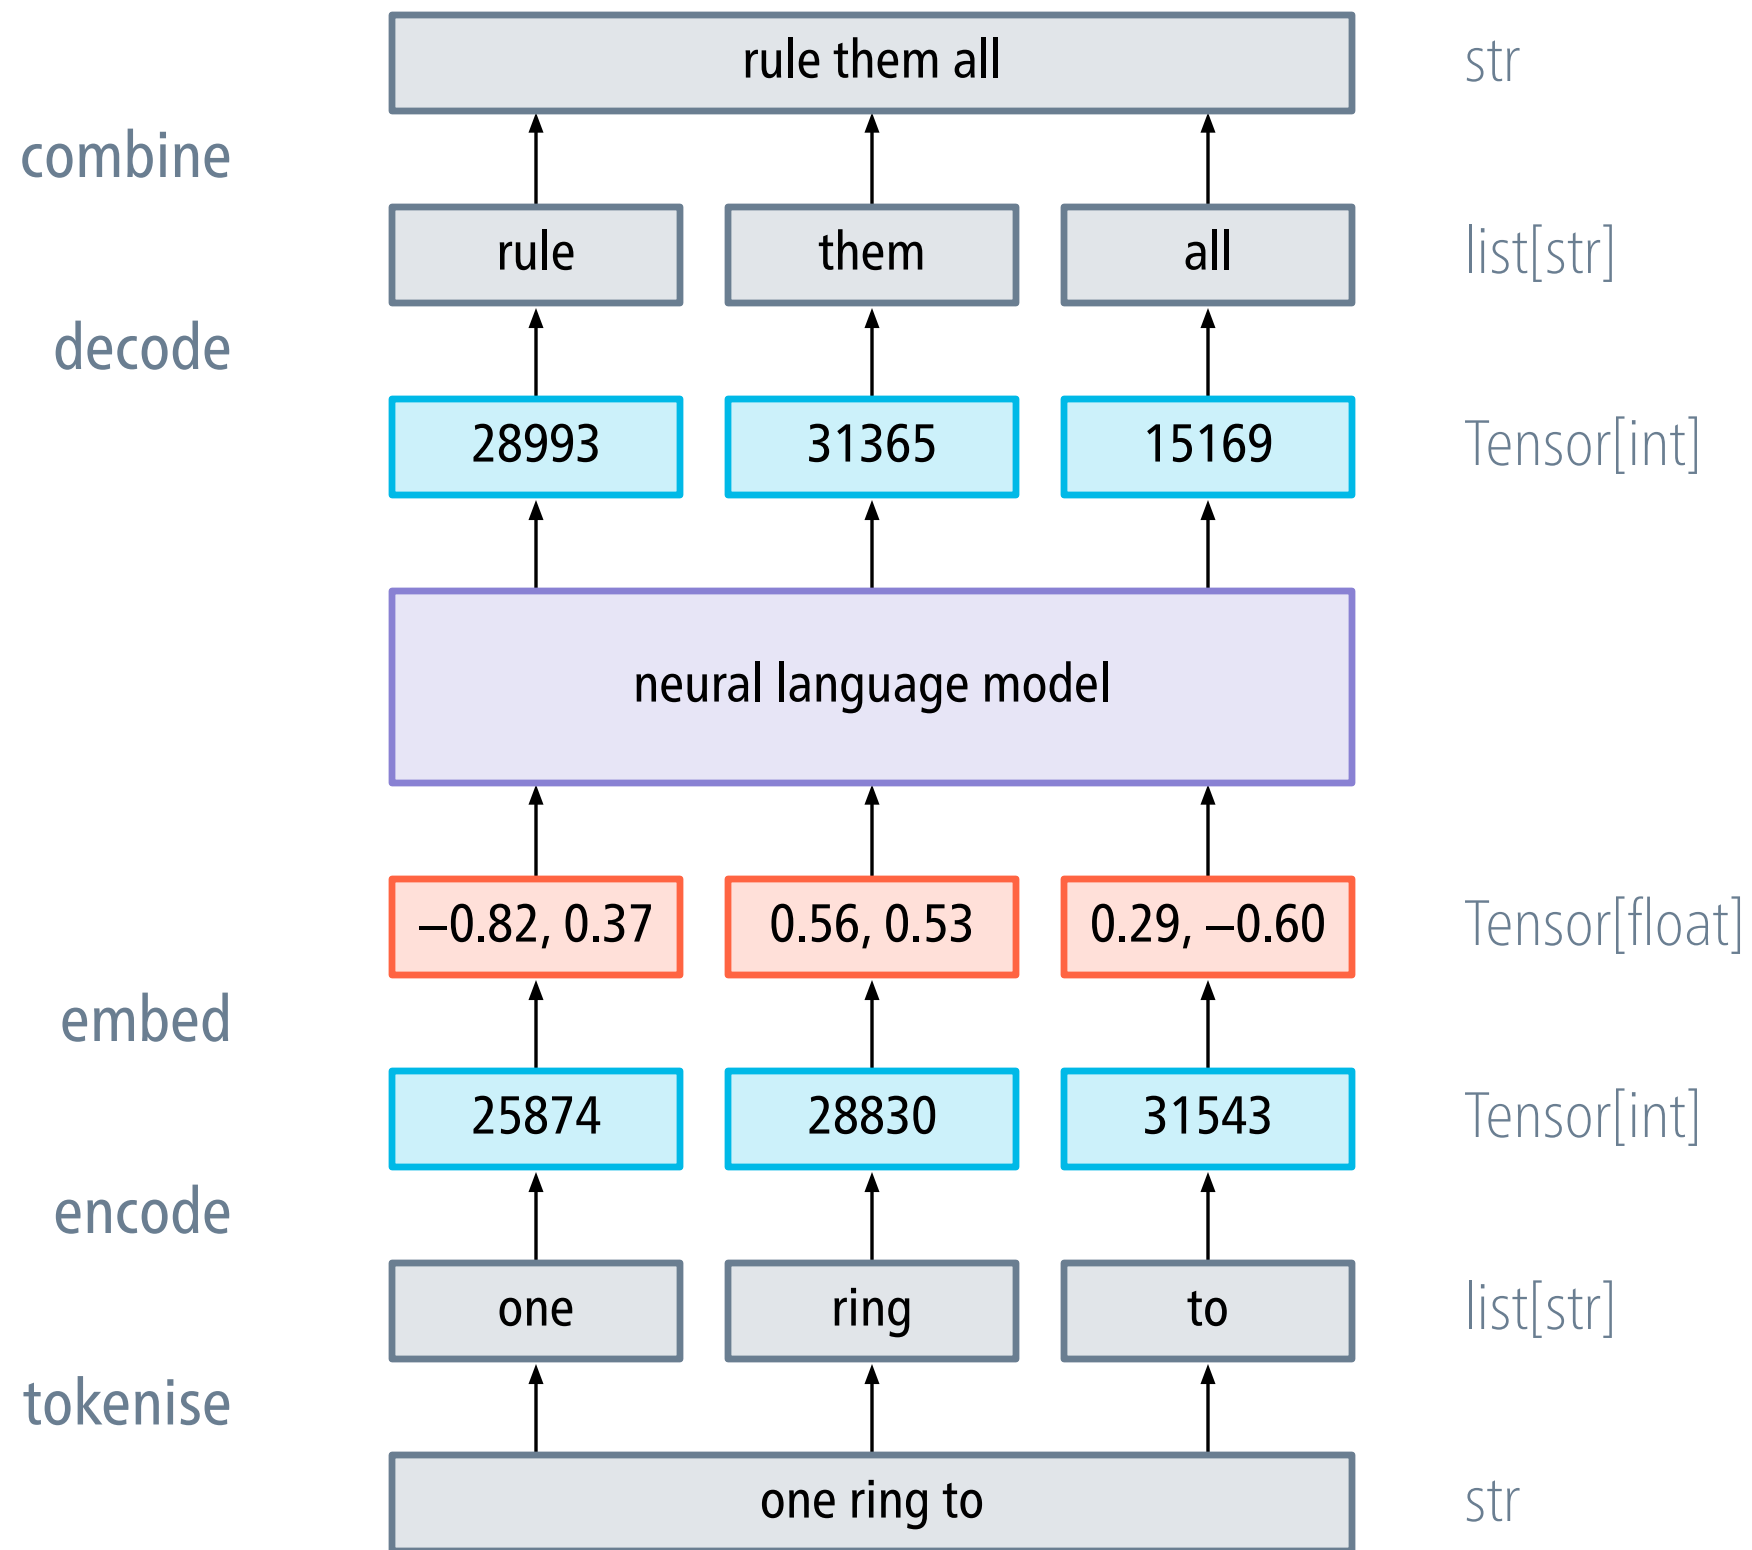 rule them all str
combine
rule them all list[str]
decode
28993 31365 15169 Tensor[int]
neural language model
–0.82, 0.37 0.56, 0.53 0.29, –0.60 Tensor[float]
embed
25874 28830 31543 Tensor[int]
encode
one ring to list[str]
tokenise
one ring to str